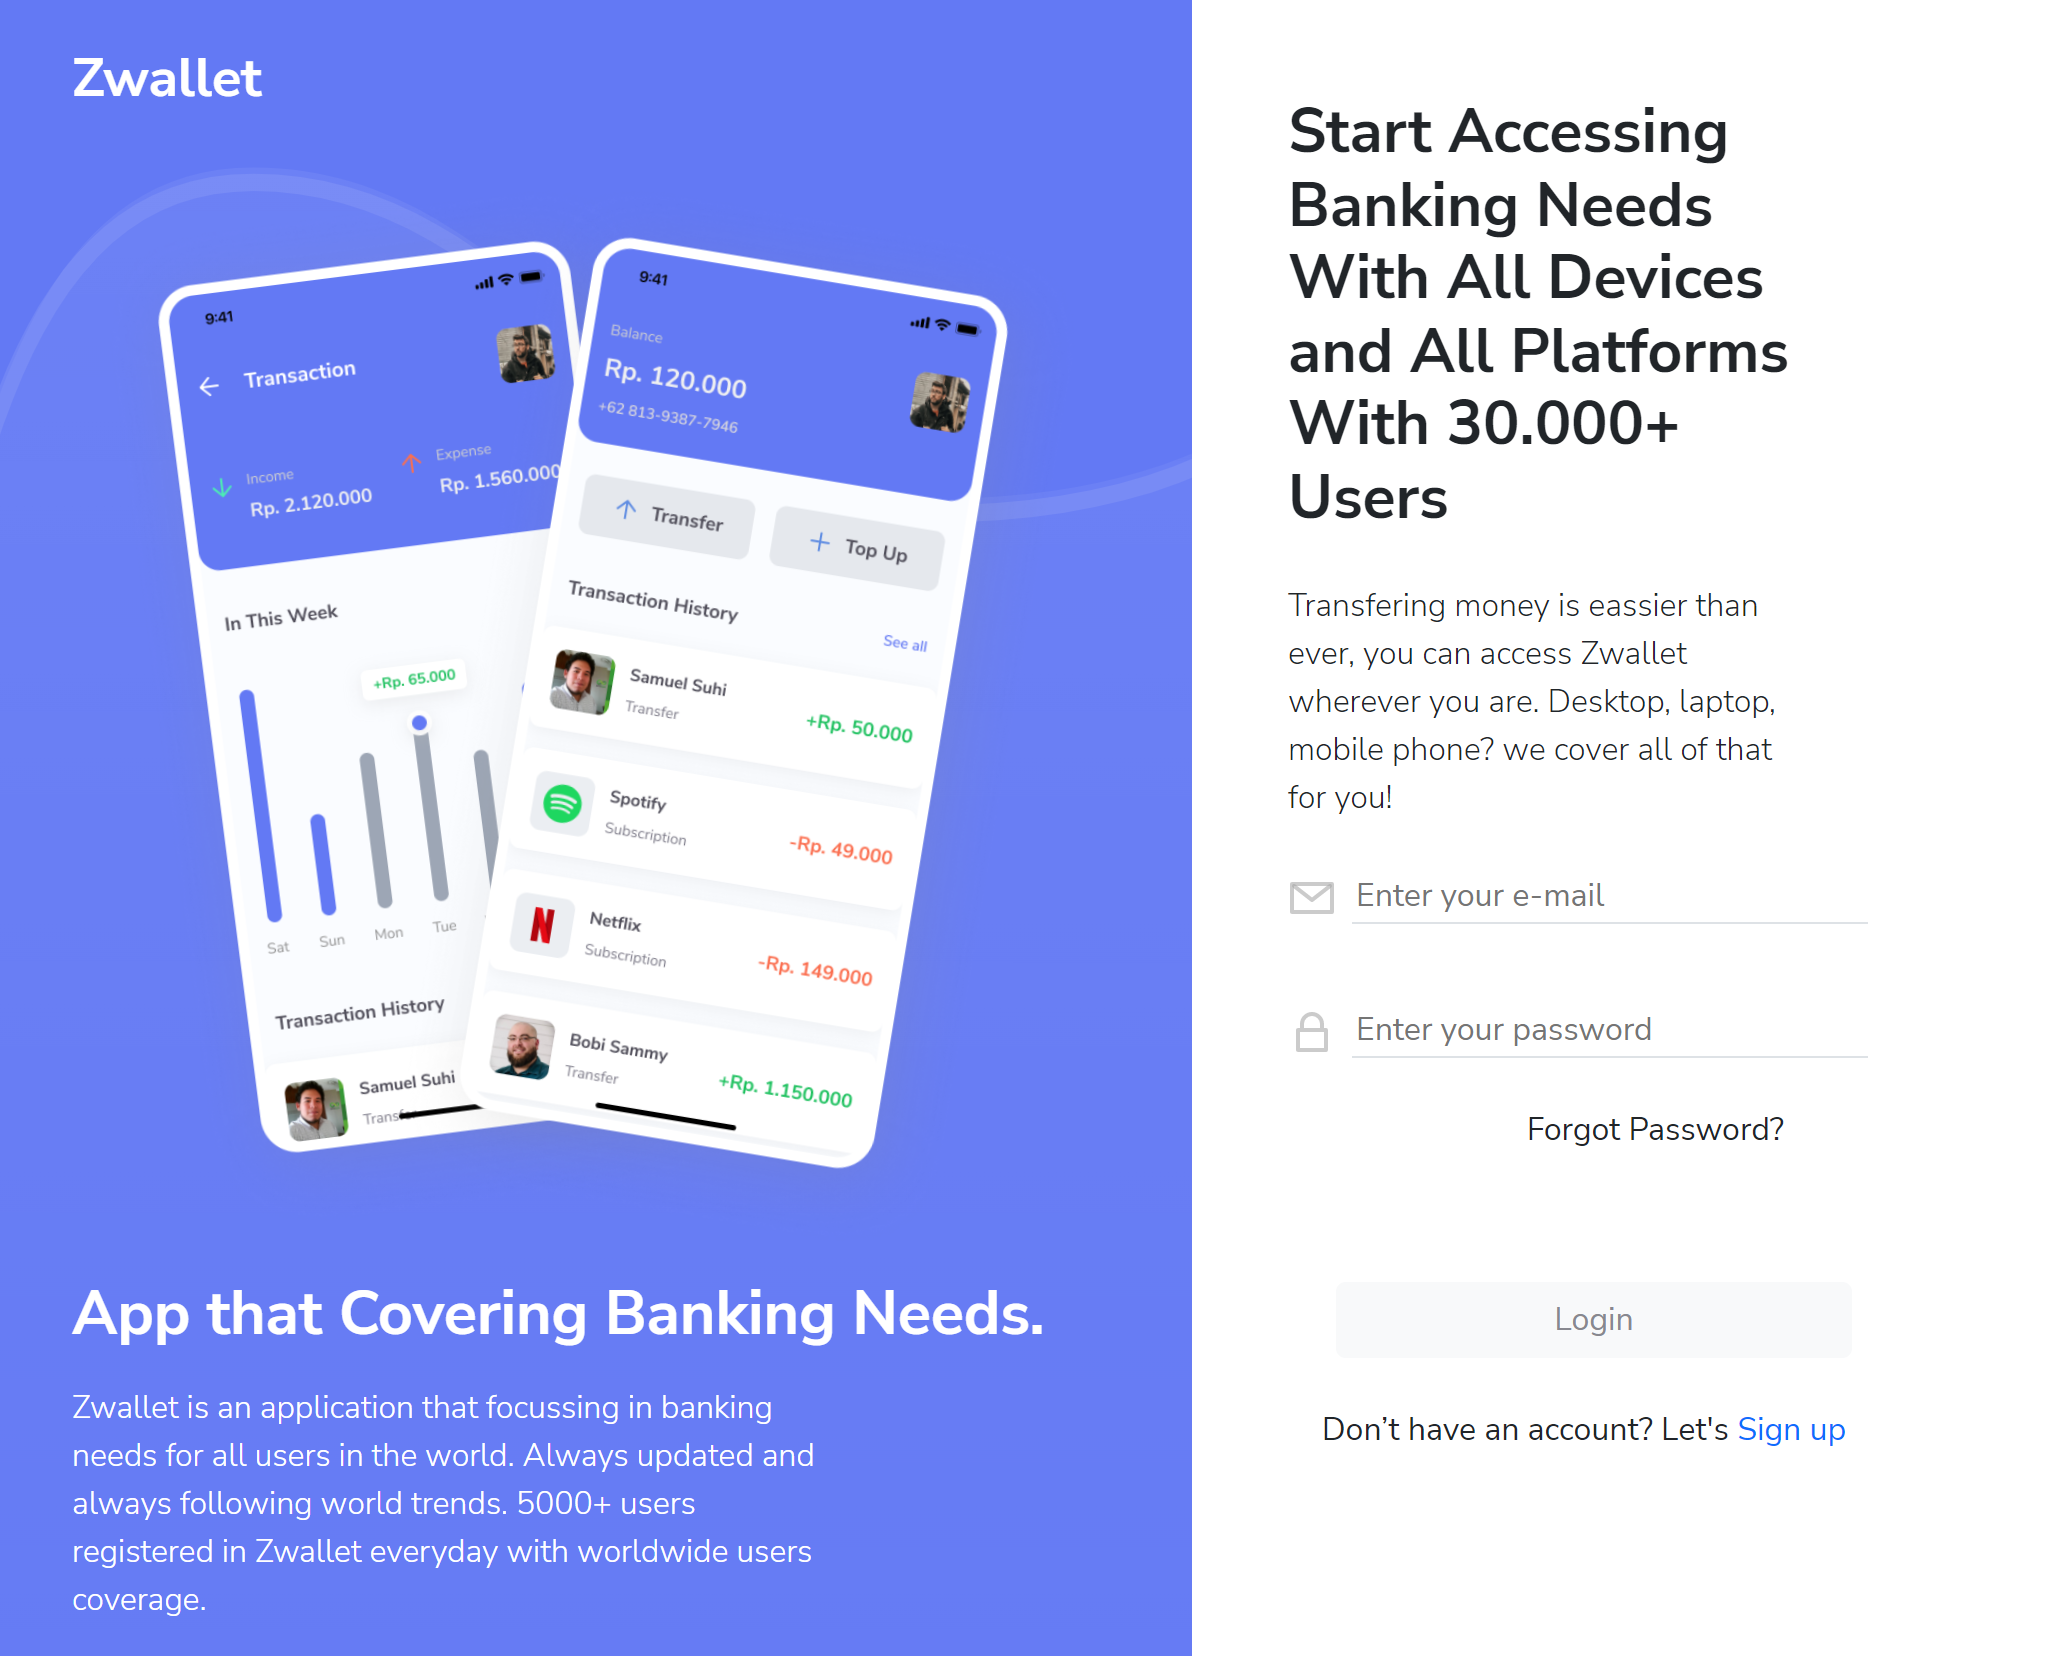 Zwallet
9:41
Transaction
Income
Rp. 2.120.000
Expense
Rp. 1.560.000
In This Week
+Rp. 65.000
Sat
Sun
Mon
Tue
Transaction History
Samuel Suhi
Transfer
9:41
Balance
Rp. 120.000
+62 813-9387-7946
Transfer
Top Up
Transaction History
See all
Samuel Suhi
Transfer
+Rp. 50.000
Spotify
Subscription
-Rp. 49.000
Netflix
Subscription
-Rp. 149.000
Bobi Sammy
Transfer
+Rp. 1.150.000
App that Covering Banking Needs.
Zwallet is an application that focussing in banking
needs for all users in the world. Always updated and
always following world trends. 5000+ users
registered in Zwallet everyday with worldwide users
coverage.
Start Accessing
Banking Needs
With All Devices
and All Platforms
With 30.000+
Users
Transfering money is eassier than
ever, you can access Zwallet
wherever you are. Desktop, laptop,
mobile phone? we cover all of that
for you!
Enter your e-mail
Enter your password
Forgot Password?
Login
Don’t have an account? Let's Sign up